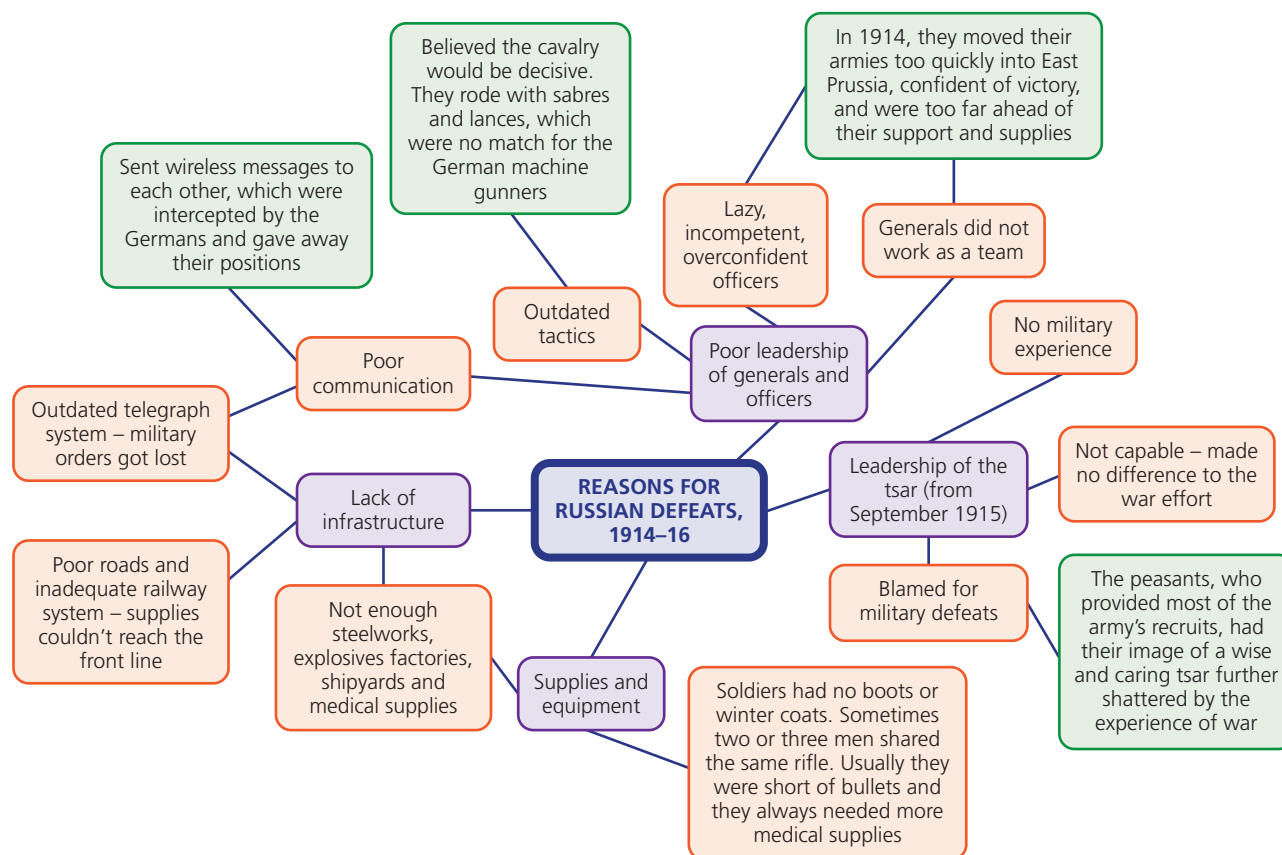 Believed the cavalry
would be decisive.
They rode with sabres
and lances, which
were no match for the
German machine
gunners
In 1914, they moved their
armies too quickly into East
Prussia, confident of victory,
and were too far ahead of
their support and supplies
Sent wireless messages to
each other, which were
intercepted by the
Germans and gave away
their positions
Lazy,
incompetent,
overconfident
officers
Generals did not
work as a team
Outdated
tactics
No military
experience
Poor
communication
Poor leadership
of generals and
officers
Outdated telegraph
system – military
orders got lost
Lack of
infrastructure
REASONS FOR
RUSSIAN DEFEATS,
1914–16
Leadership of the
tsar (from
September 1915)
Not capable – made
no difference to the
war effort
Poor roads and
inadequate railway
system – supplies
couldn't reach the
front line
Not enough
steelworks,
explosives factories,
shipyards and
medical supplies
Supplies and
equipment
Blamed for
military defeats
The peasants, who
provided most of the
army's recruits, had
their image of a wise
and caring tsar further
shattered by the
experience of war
Soldiers had no boots or
winter coats. Sometimes
two or three men shared
the same rifle. Usually they
were short of bullets and
they always needed more
medical supplies